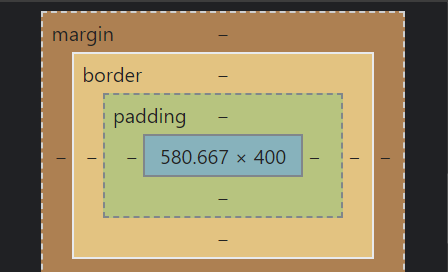 margin –
border –
padding –
– – – 580.667 × 400 – – –
–
–